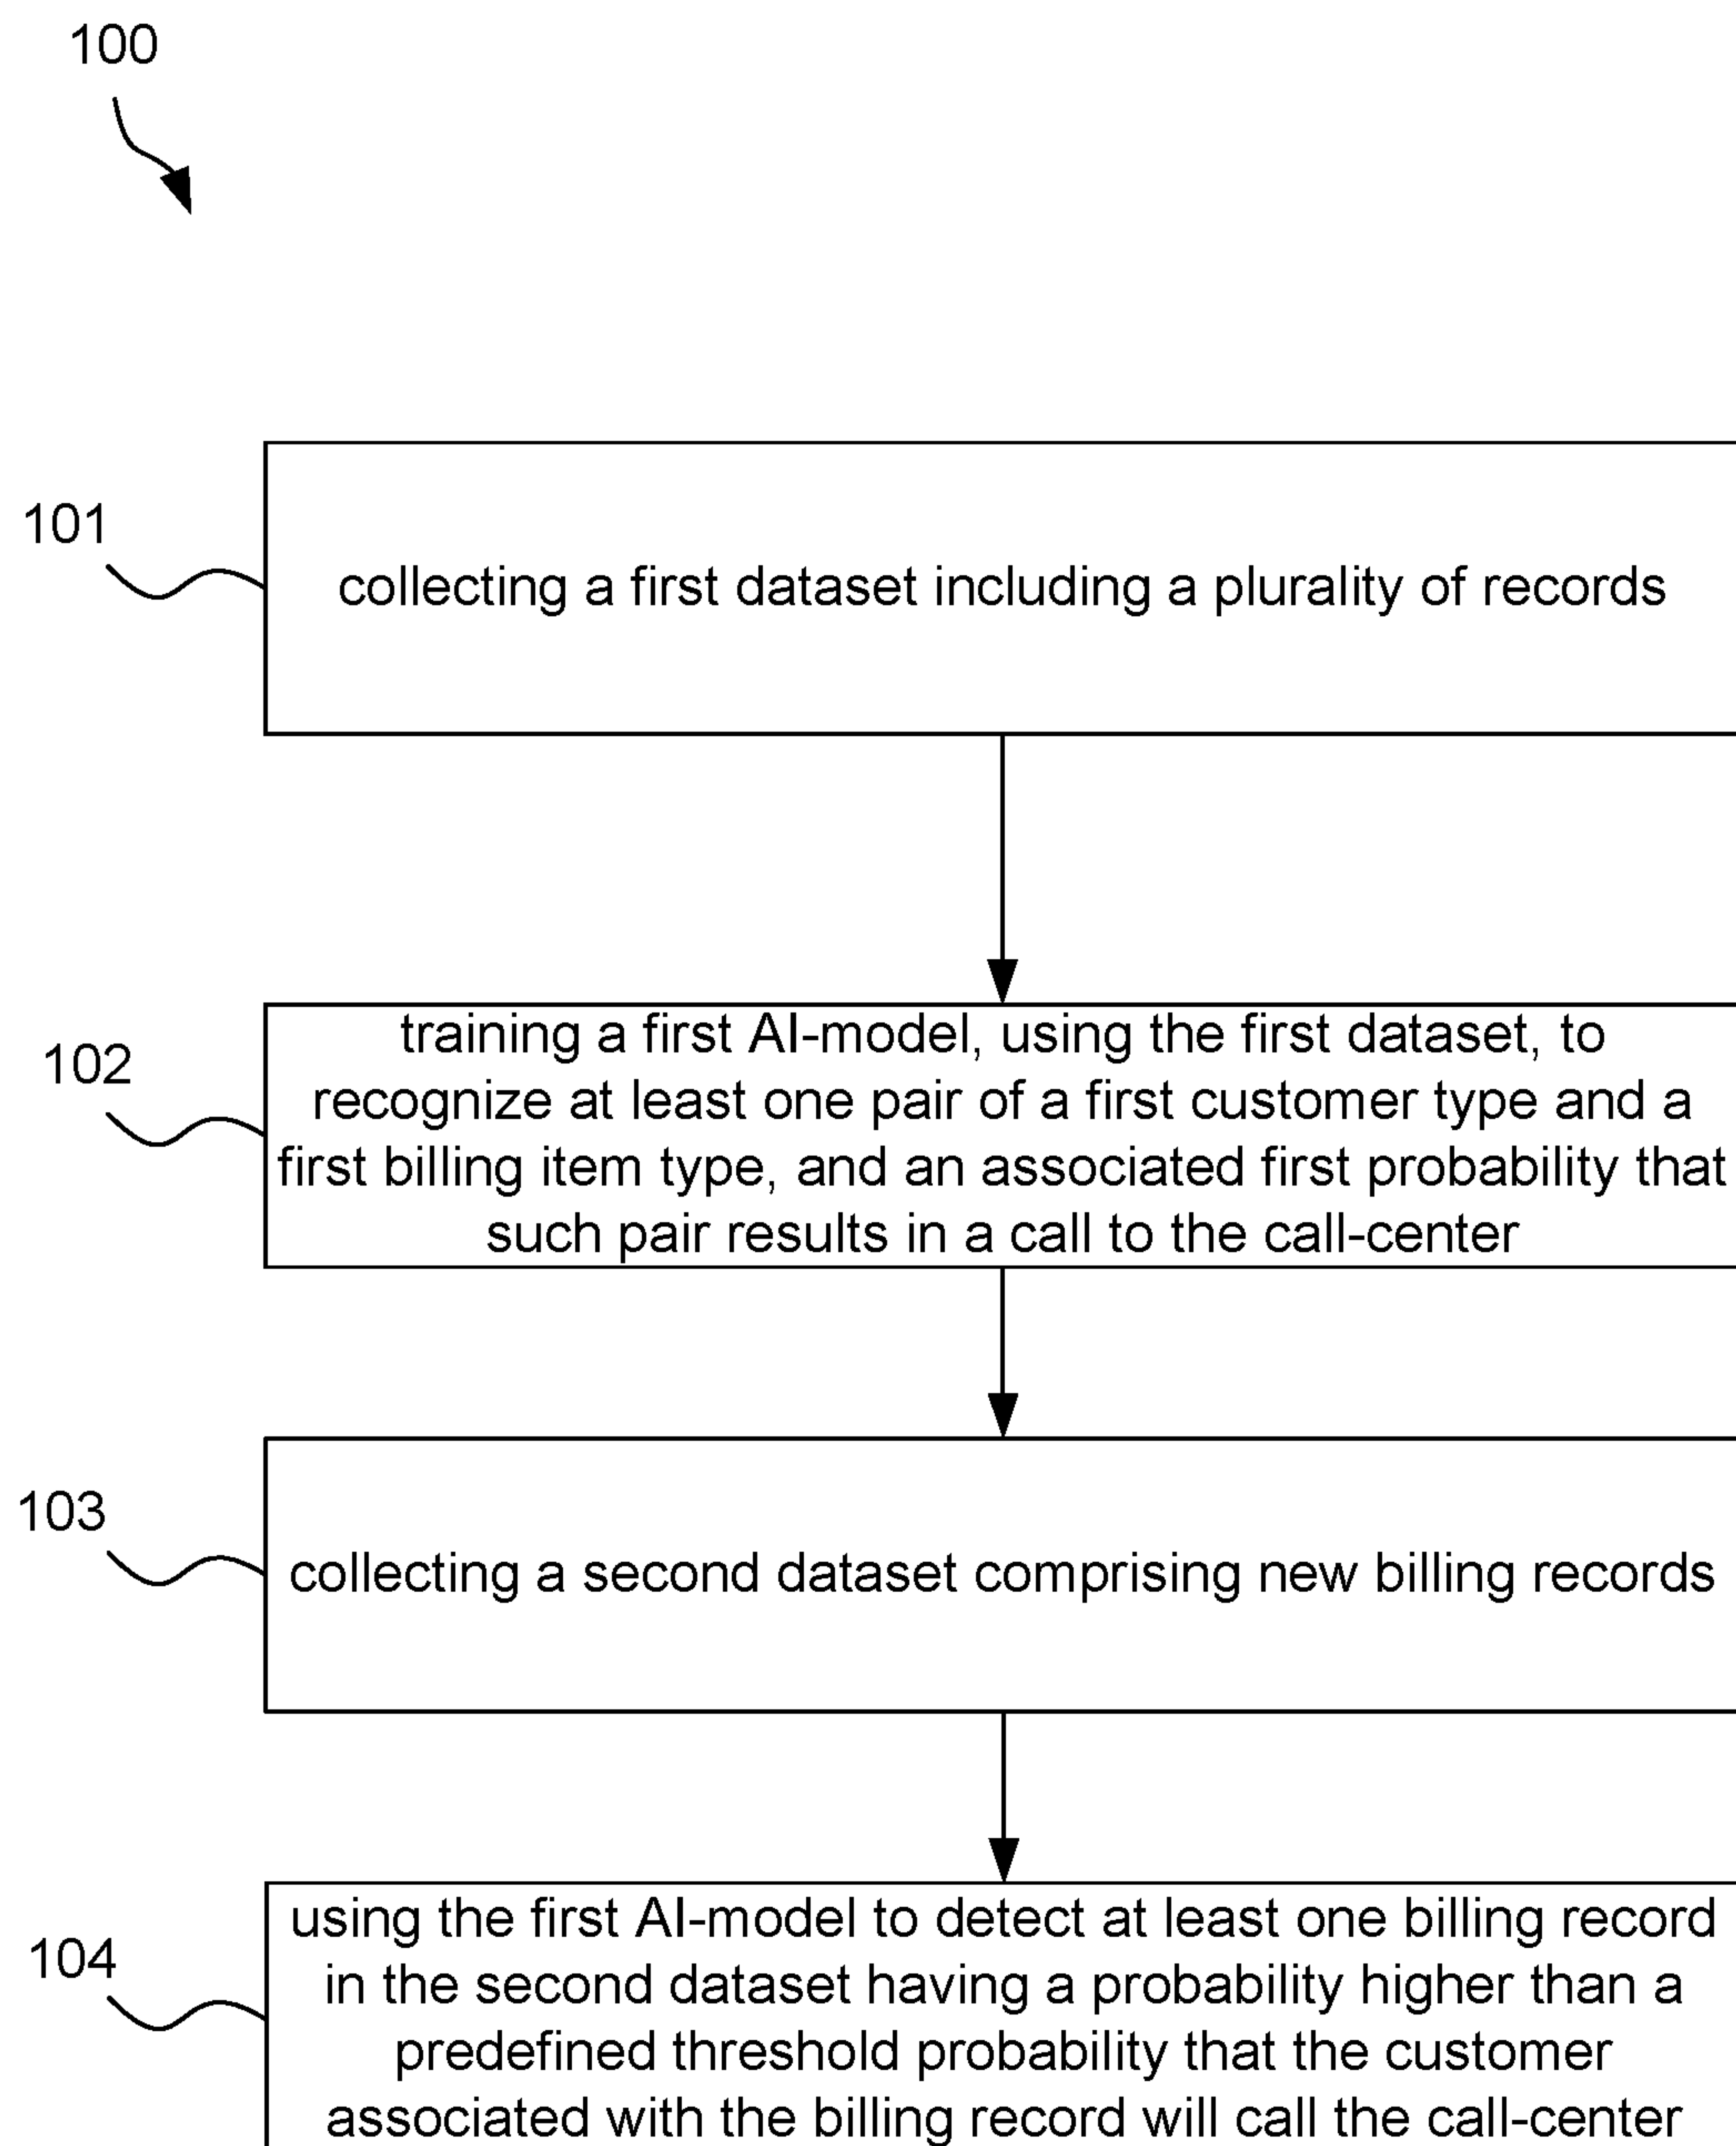 100
101
collecting a first dataset including a plurality of records
102
training a first AI-model, using the first dataset, to
recognize at least one pair of a first customer type and a
first billing item type, and an associated first probability that
such pair results in a call to the call-center
103
collecting a second dataset comprising new billing records
104
using the first AI-model to detect at least one billing record
in the second dataset having a probability higher than a
predefined threshold probability that the customer
associated with the billing record will call the call-center